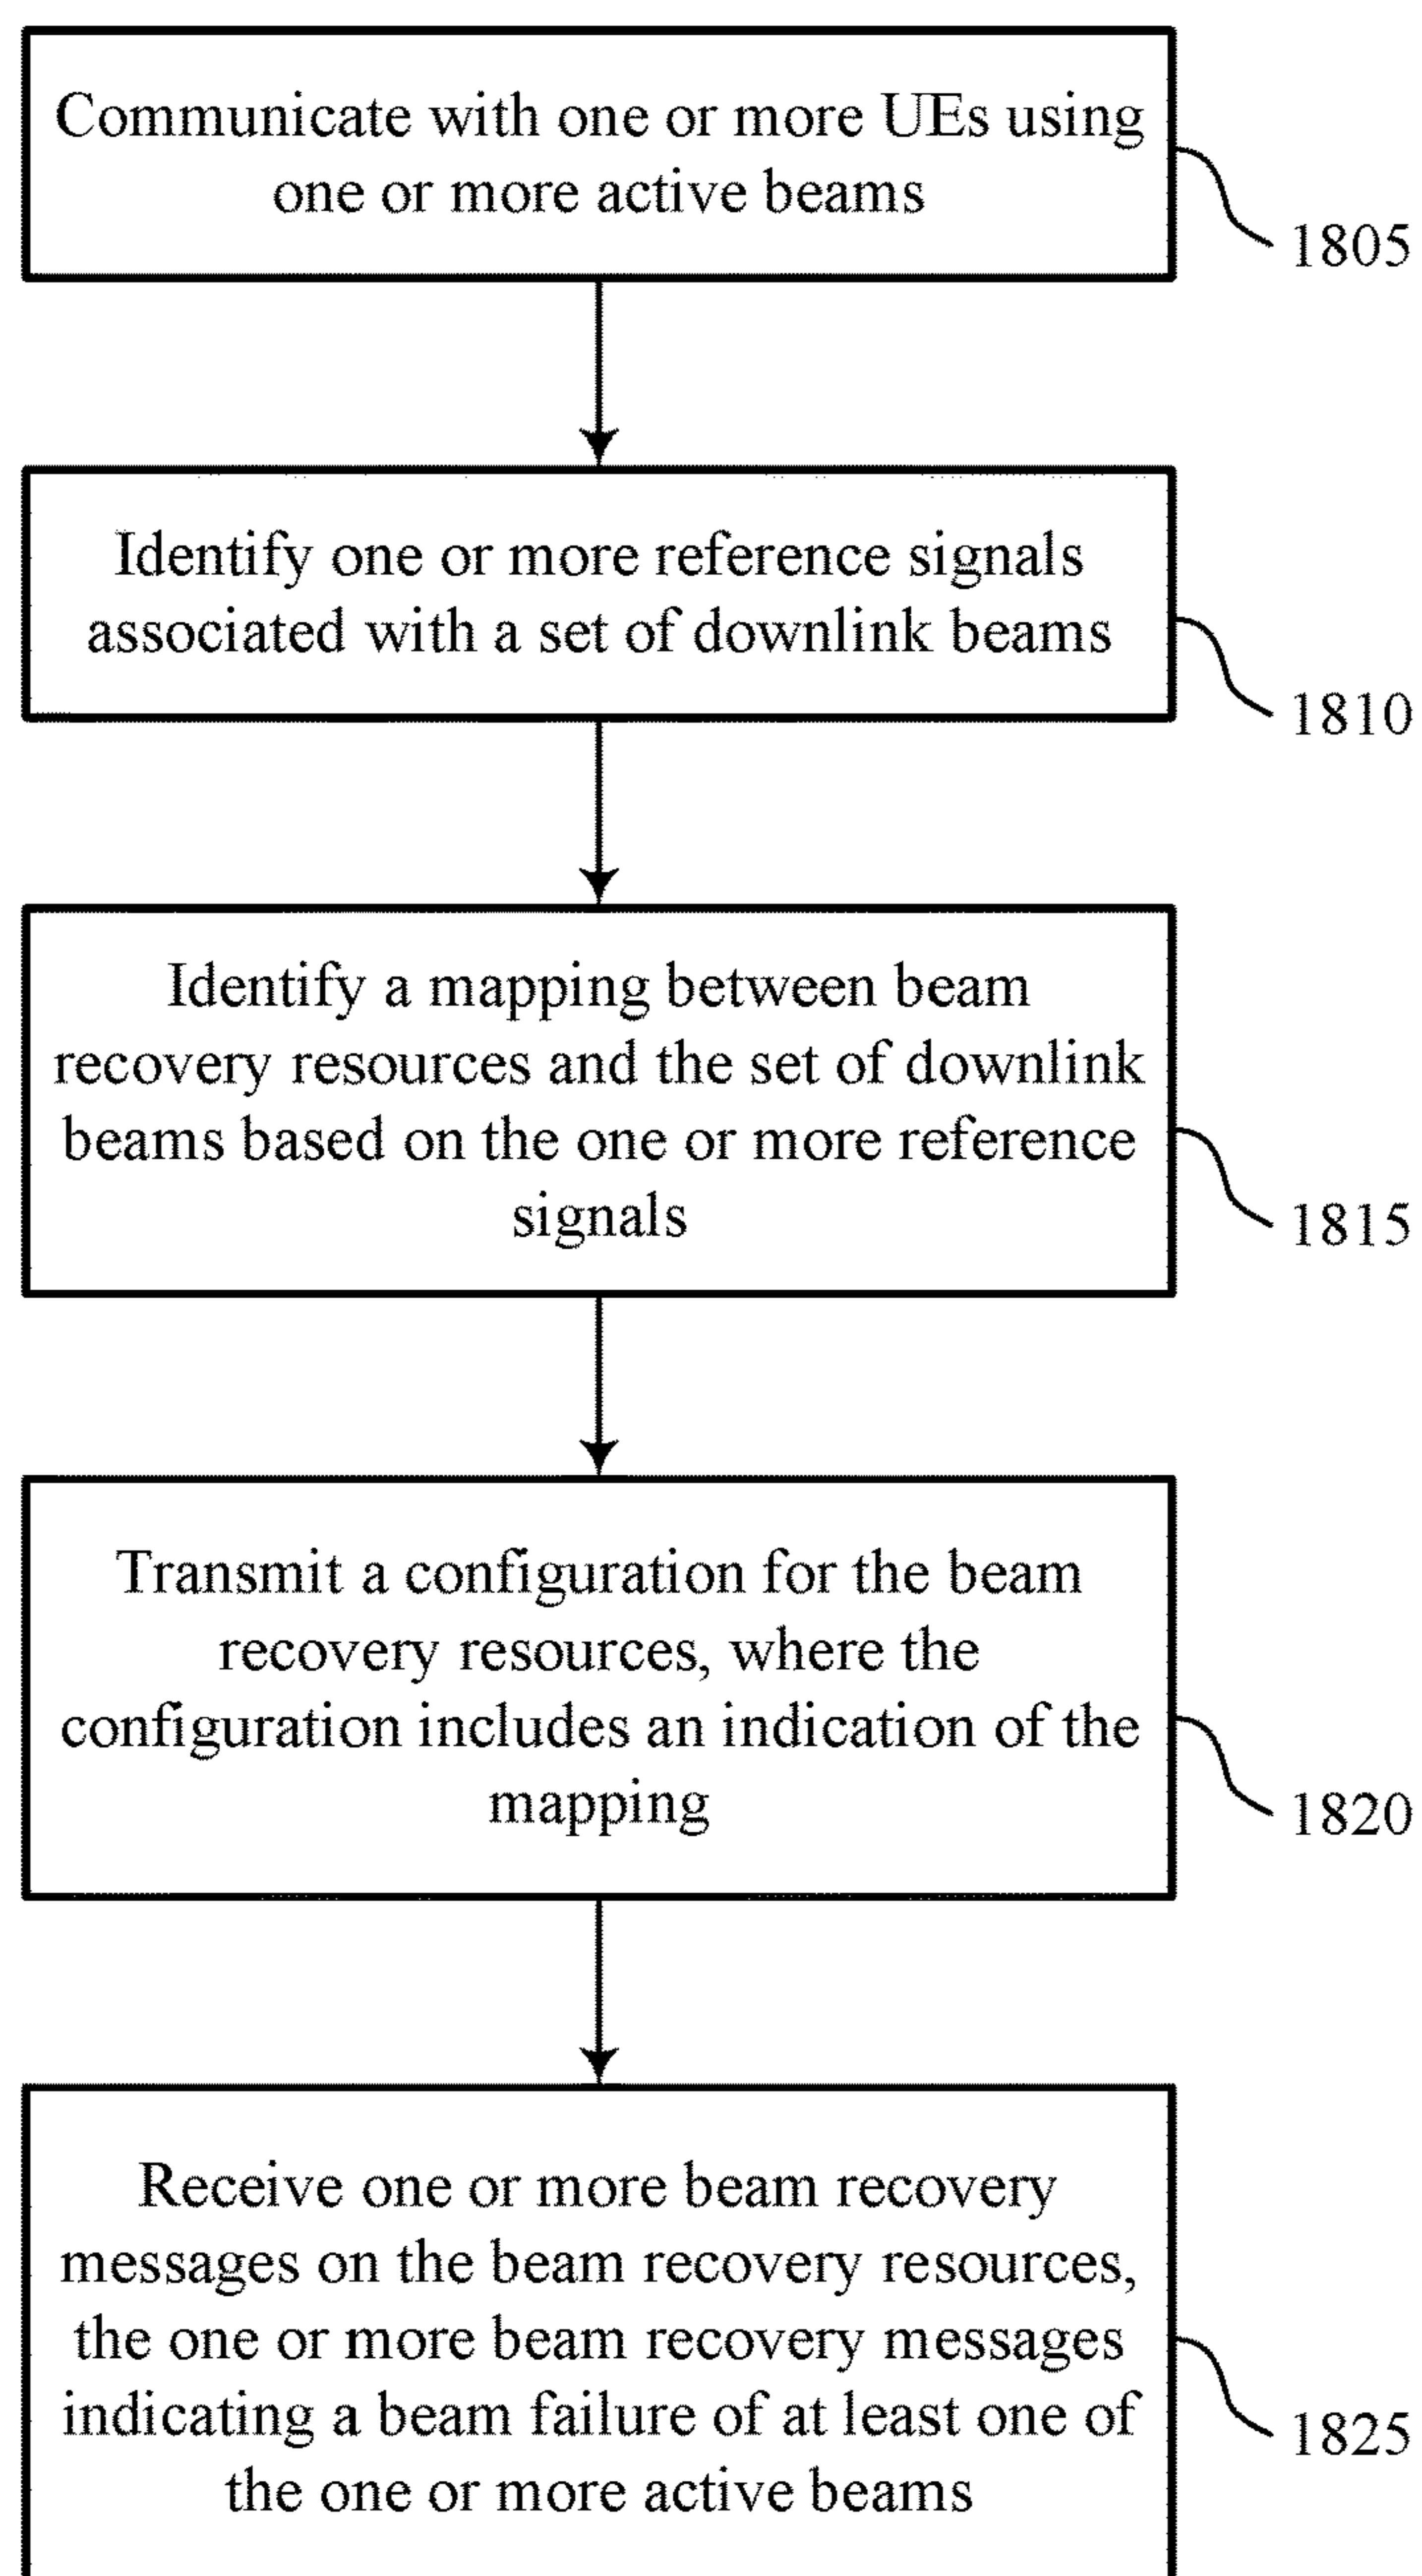 Communicate with one or more UEs using
one or more active beams
1805
Identify one or more reference signals
associated with a set of downlink beams
1810
Identify a mapping between beam
recovery resources and the set of downlink
beams based on the one or more reference
signals
1815
Transmit a configuration for the beam
recovery resources, where the
configuration includes an indication of the
mapping
1820
Receive one or more beam recovery
messages on the beam recovery resources,
the one or more beam recovery messages
indicating a beam failure of at least one of
the one or more active beams
1825